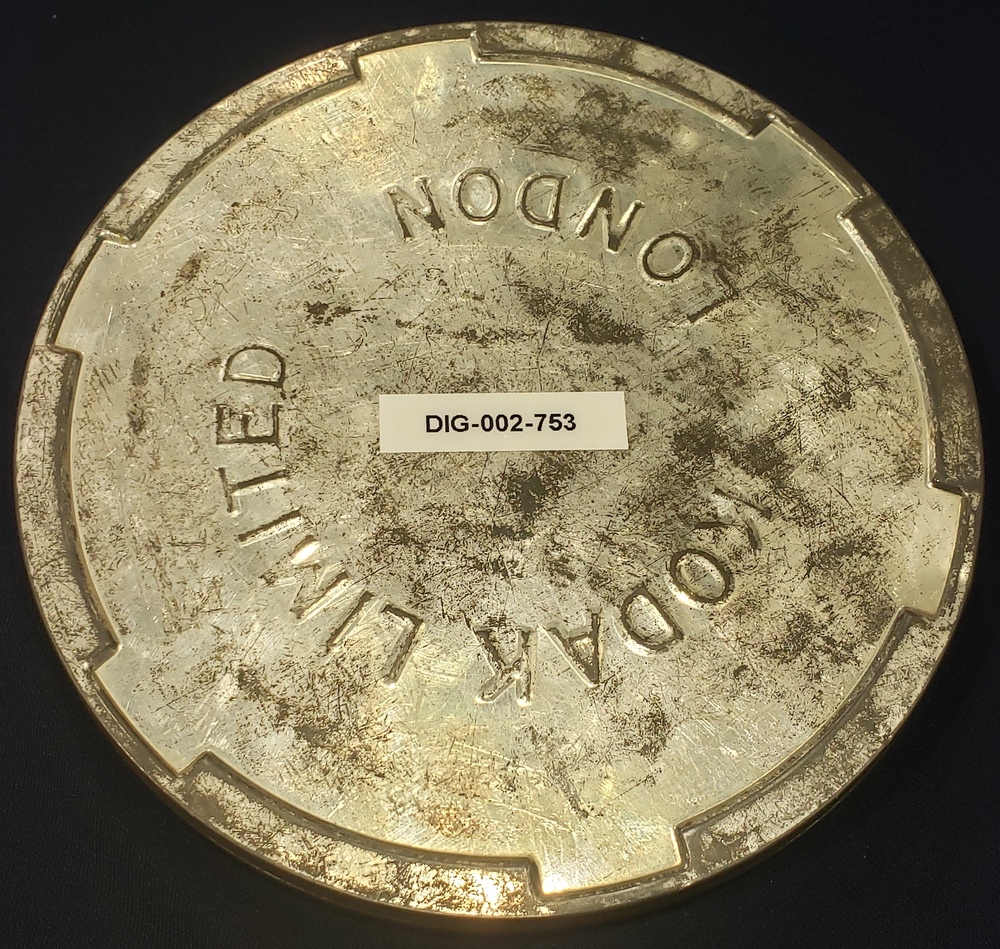 KODAK LIMITED
LONDON
DIG-002-753